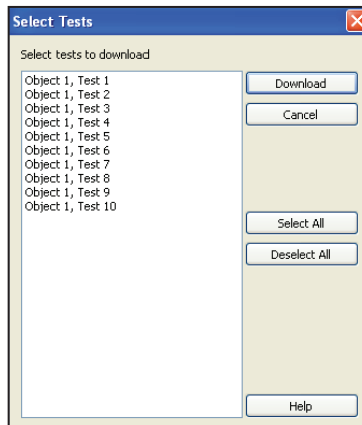 Select Tests
Select tests to download
Object 1, Test 1
Object 1, Test 2
Object 1, Test 3
Object 1, Test 4
Object 1, Test 5
Object 1, Test 6
Object 1, Test 7
Object 1, Test 8
Object 1, Test 9
Object 1, Test 10
Download
Cancel
Select All
Deselect All
Help